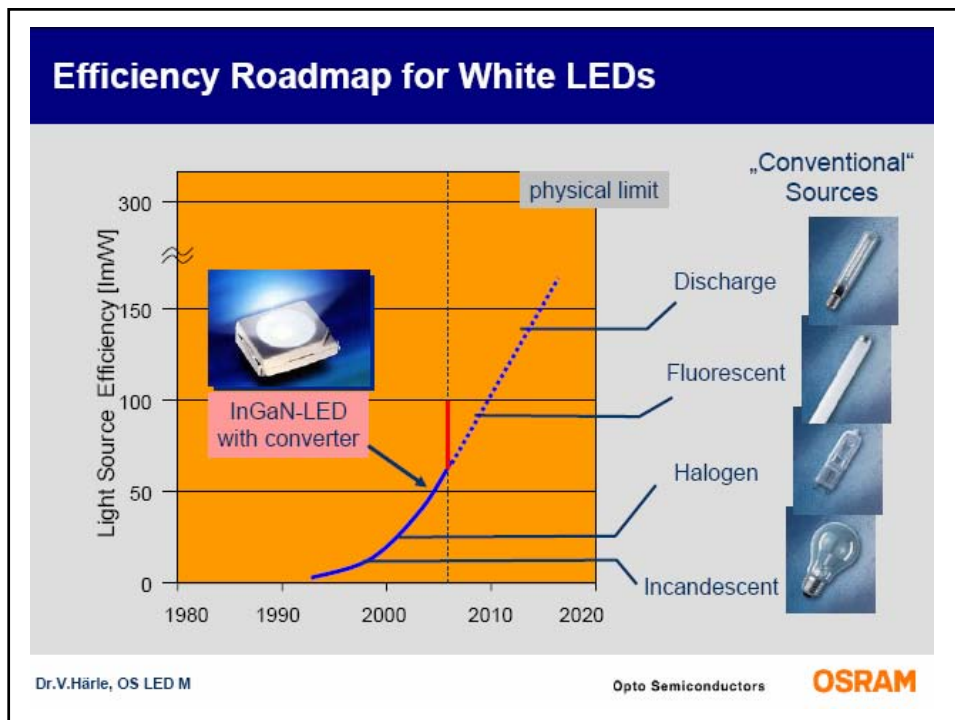 Efficiency Roadmap for White LEDs
„Conventional“
Sources
physical limit
Light Source Efficiency [lm/W]
300
150
100
50
0
InGaN-LED
with converter
Discharge
Fluorescent
Halogen
Incandescent
1980 1990 2000 2010 2020
Dr.V.Härle, OS LED M
Opto Semiconductors
OSRAM